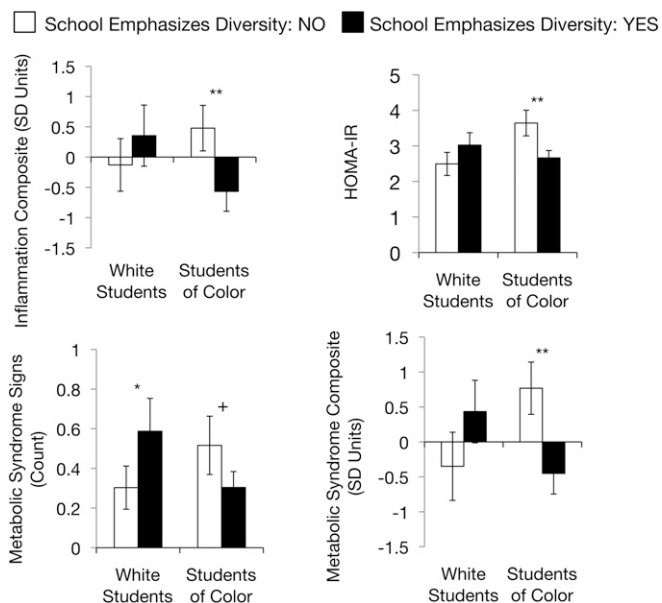 School Emphasizes Diversity: NO School Emphasizes Diversity: YES
Inflammation Composite (SD Units)
1.5
1
0.5
0
-0.5
-1
-1.5
**
White
Students
Students
of Color
HOMA-IR
5
4
3
2
1
0
**
White
Students
Students
of Color
Metabolic Syndrome Signs
(Count)
1
0.8
0.6
0.4
0.2
0
*
+
White
Students
Students
of Color
Metabolic Syndrome Composite
(SD Units)
1.5
1
0.5
0
-0.5
-1
-1.5
**
White
Students
Students
of Color